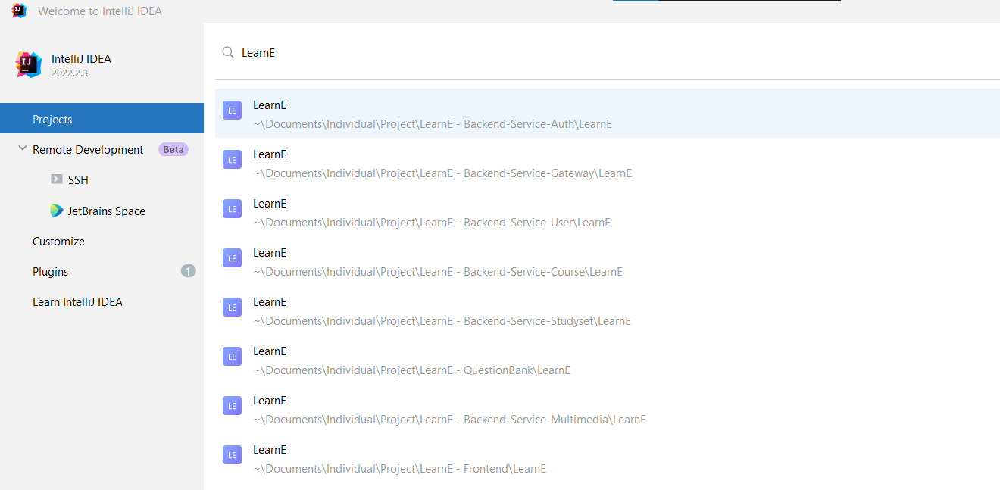 Welcome to IntelliJ IDEA
IntelliJ IDEA
2022.2.3
Projects
Remote Development Beta
SSH
JetBrains Space
Customize
Plugins 1
Learn IntelliJ IDEA
LearnE
LE LearnE
~\Documents\Individual\Project\LearnE - Backend-Service-Auth\LearnE
LE LearnE
~\Documents\Individual\Project\LearnE - Backend-Service-Gateway\LearnE
LE LearnE
~\Documents\Individual\Project\LearnE - Backend-Service-User\LearnE
LE LearnE
~\Documents\Individual\Project\LearnE - Backend-Service-Course\LearnE
LE LearnE
~\Documents\Individual\Project\LearnE - Backend-Service-Studyset\LearnE
LE LearnE
~\Documents\Individual\Project\LearnE - QuestionBank\LearnE
LE LearnE
~\Documents\Individual\Project\LearnE - Backend-Service-Multimedia\LearnE
LE LearnE
~\Documents\Individual\Project\LearnE - Frontend\LearnE